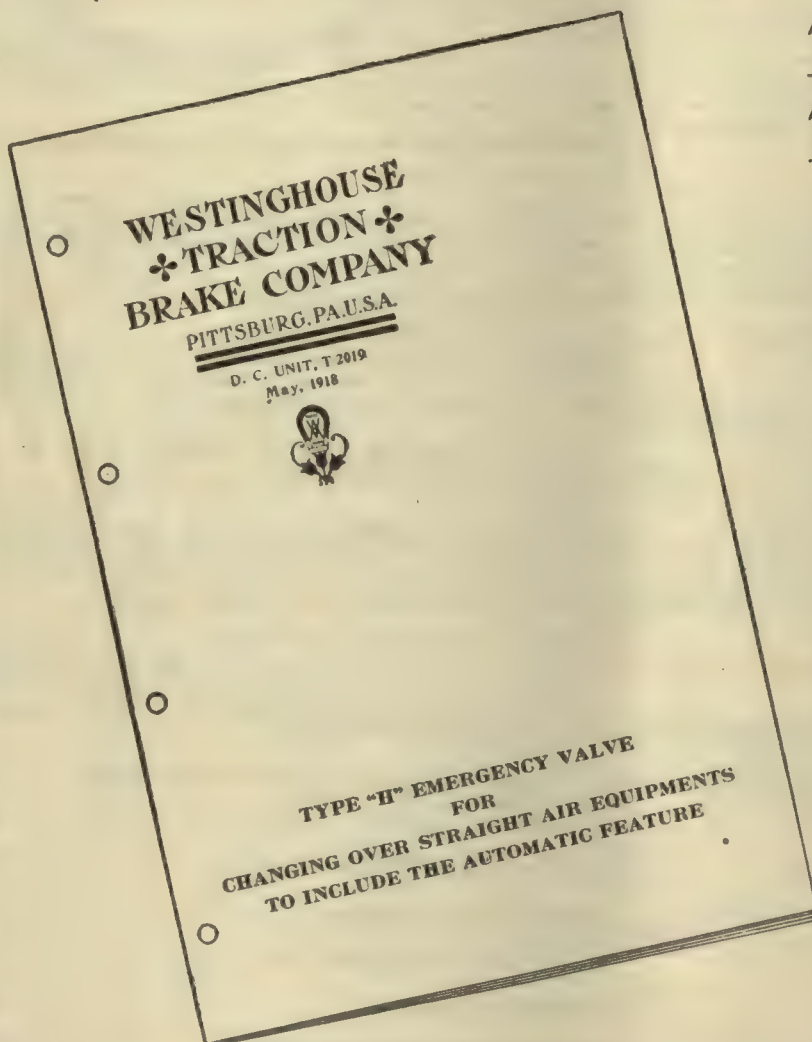 WESTINGHOUSE
TRACTION
BRAKE COMPANY
PITTSBURG, PA. U.S.A.
D. C. UNIT, T 2019
May, 1918
TYPE "H" EMERGENCY VALVE
FOR
CHANGING OVER STRAIGHT AIR EQUIPMENTS
TO INCLUDE THE AUTOMATIC FEATURE